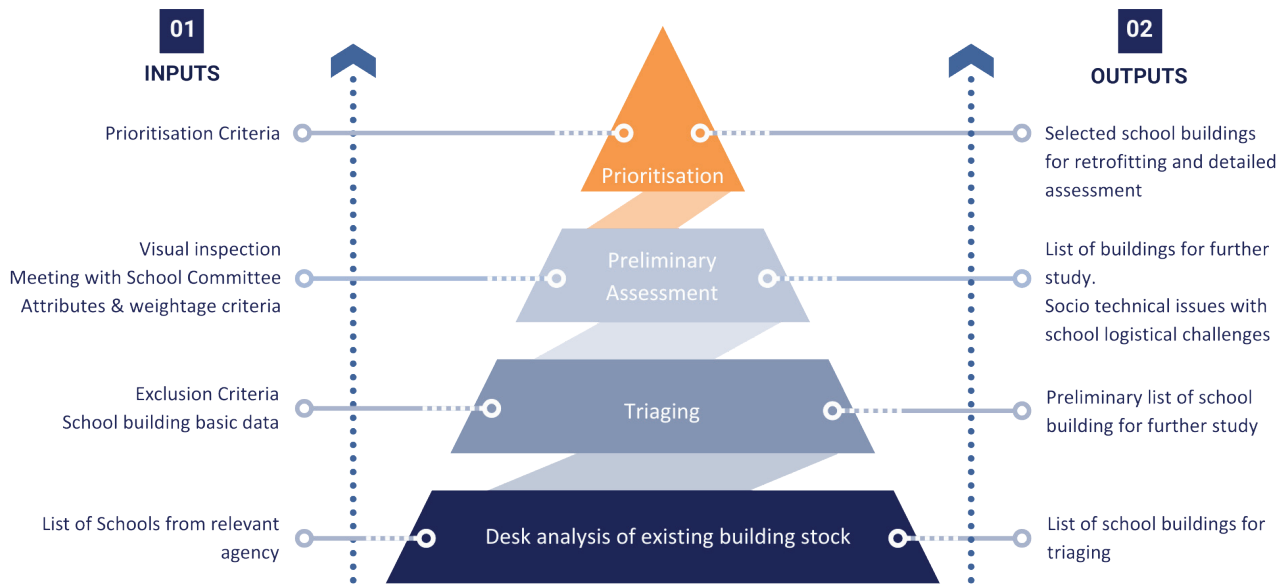 01
INPUTS
02
OUTPUTS
Prioritisation Criteria
Prioritisation
Selected school buildings
for retrofitting and detailed
assessment
Visual inspection
Meeting with School Committee
Attributes & weightage criteria
Preliminary
Assessment
List of buildings for further
study.
Socio technical issues with
school logistical challenges
Exclusion Criteria
School building basic data
Triaging
Preliminary list of school
building for further study
List of Schools from relevant
agency
Desk analysis of existing building stock
List of school buildings for
triaging